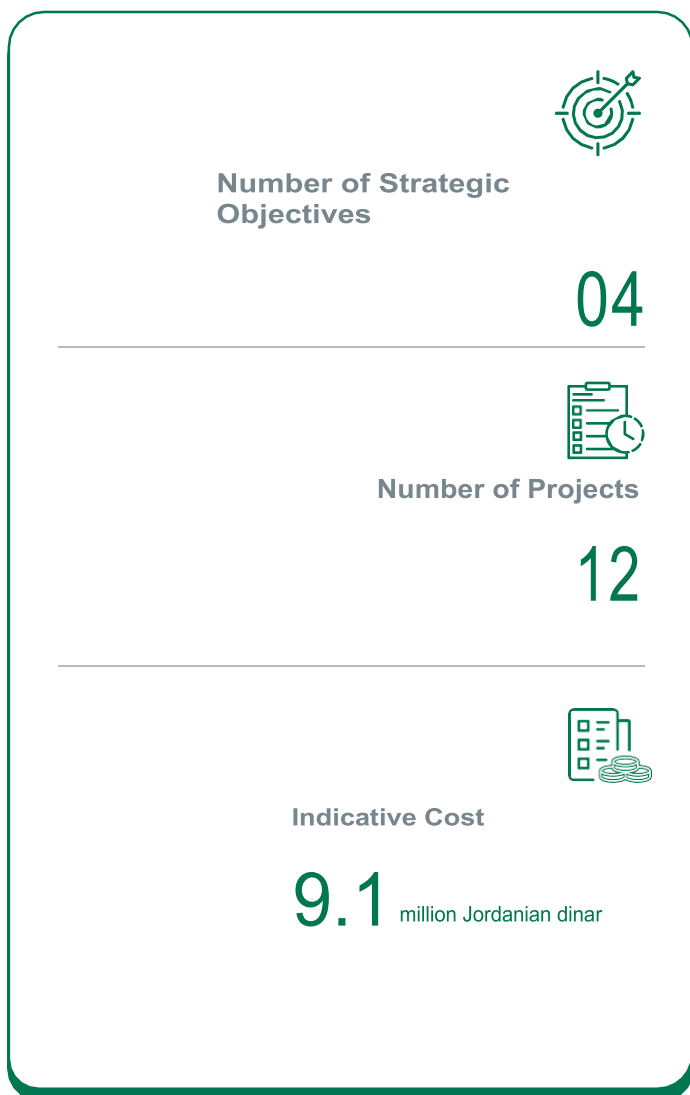 Number of Strategic
Objectives
04
Number of Projects
12
Indicative Cost
9.1 million Jordanian dinar